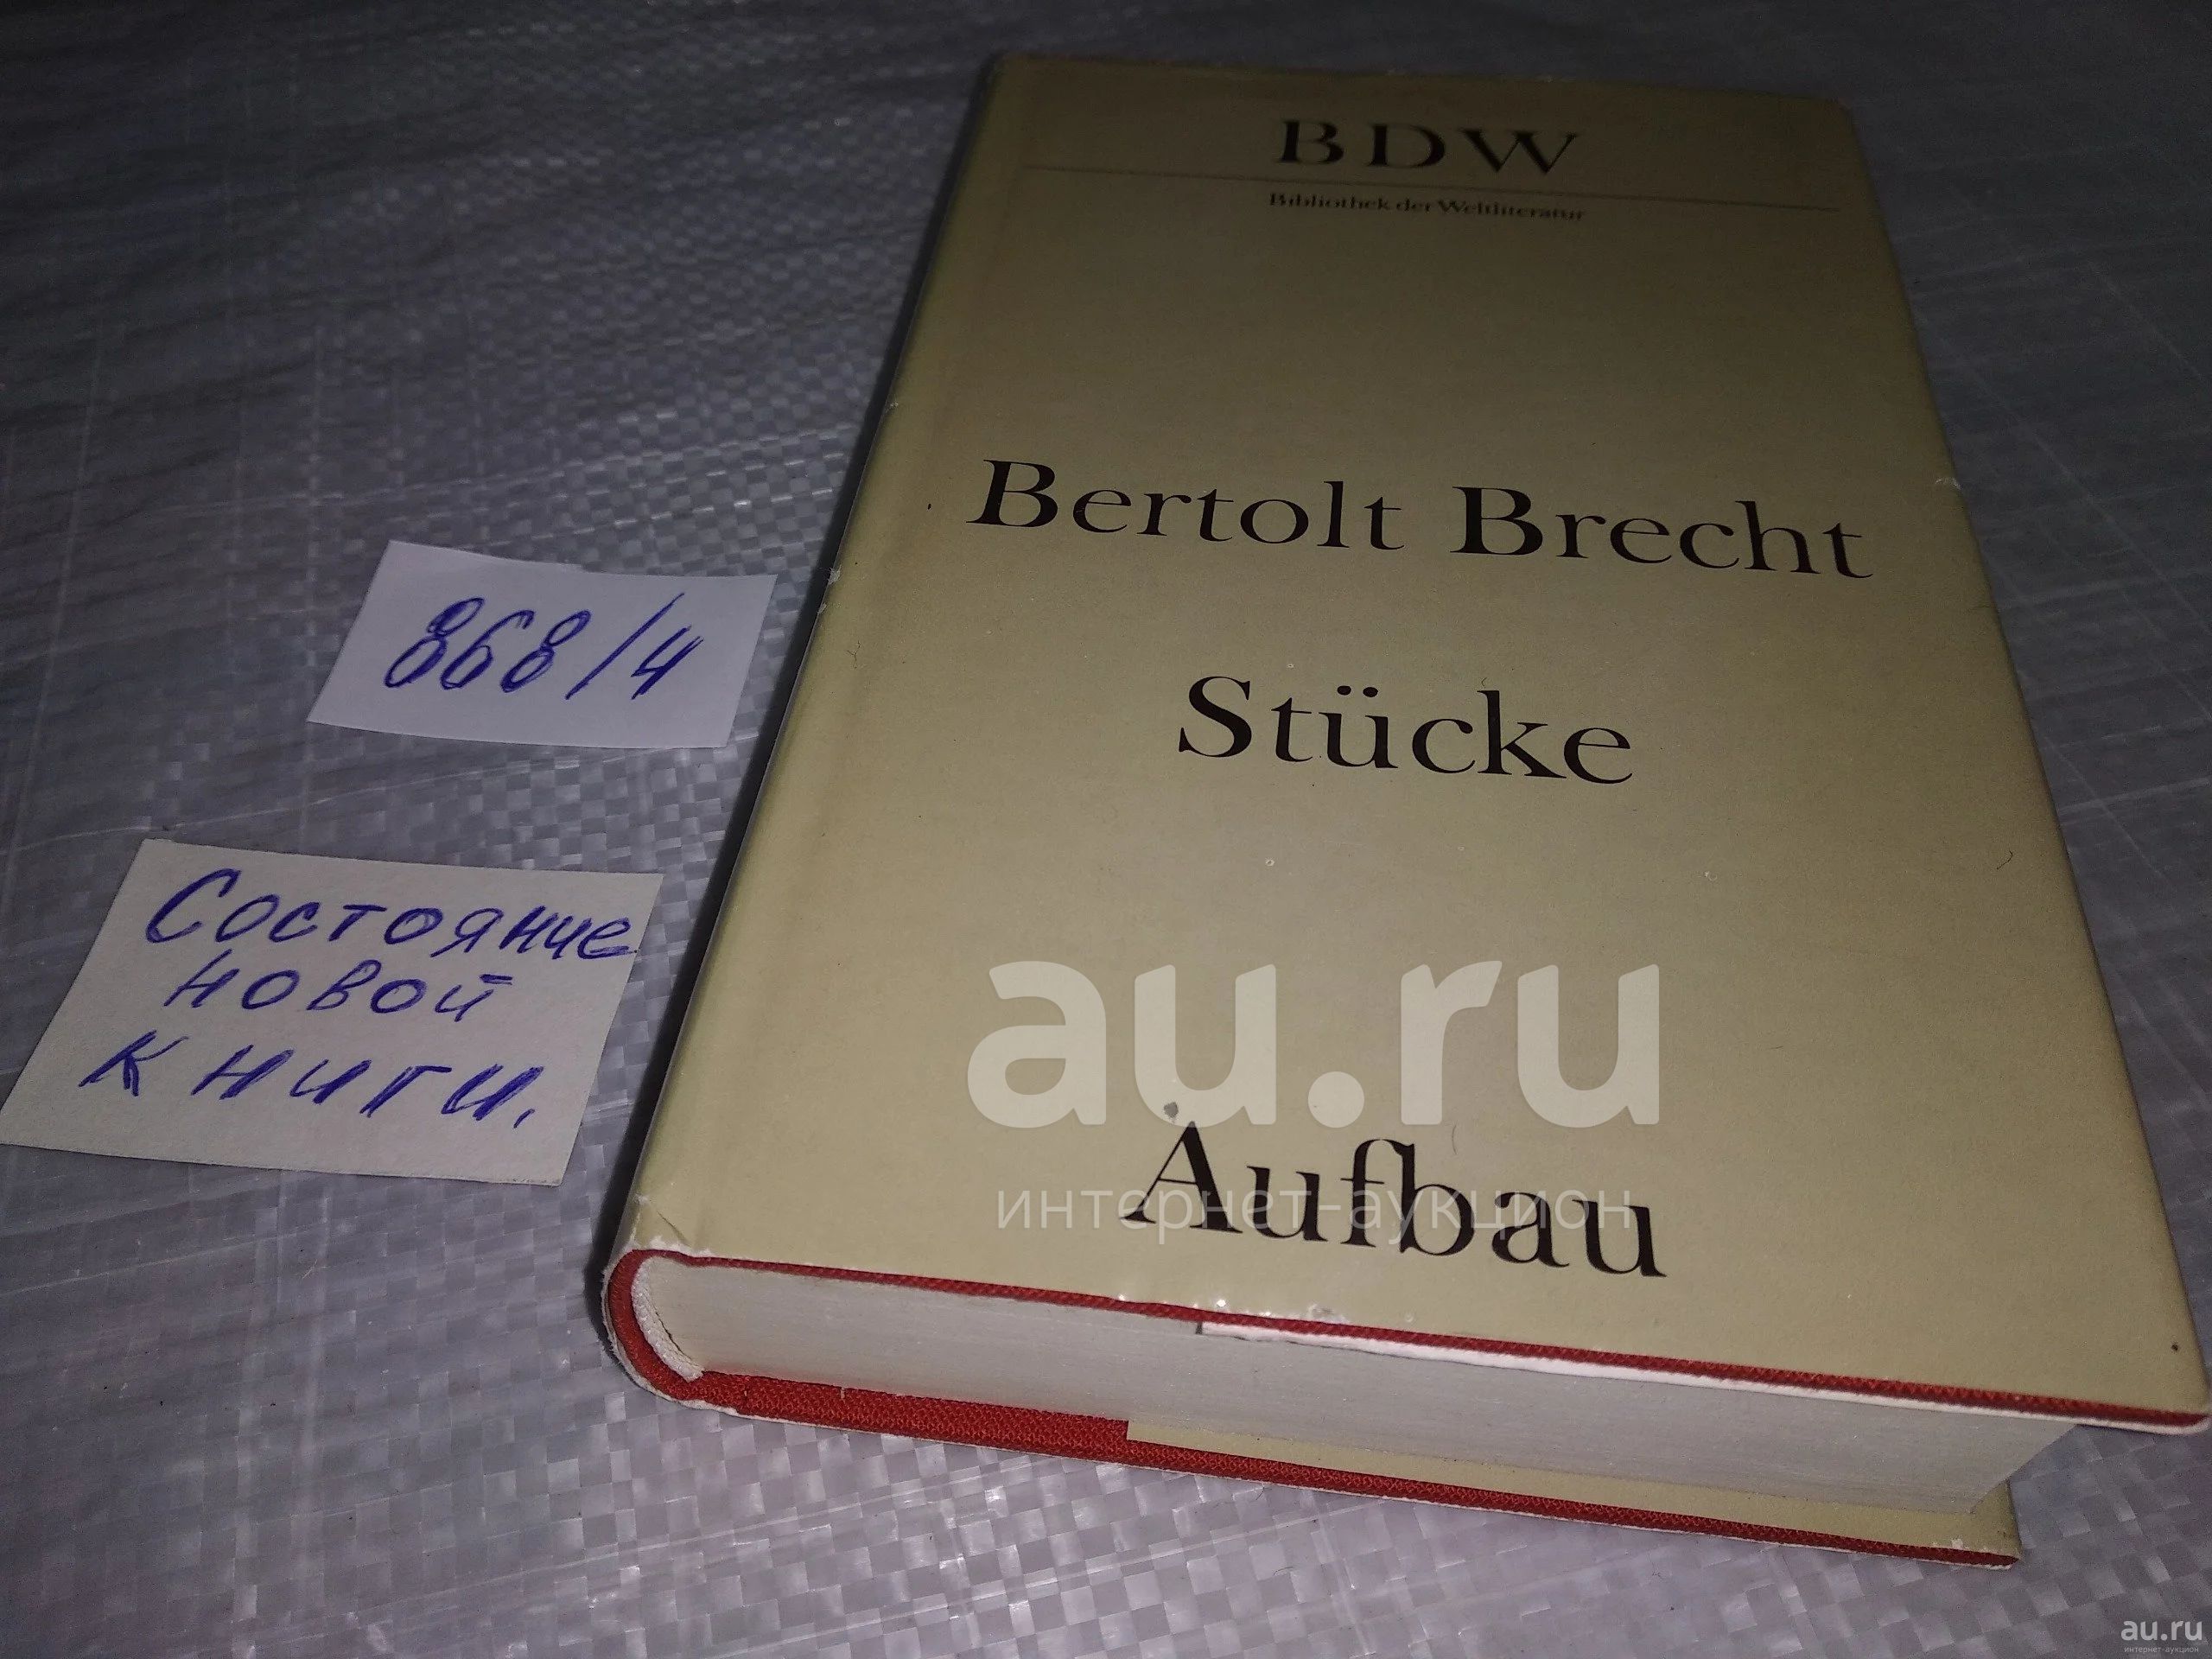 BDW
Bibliothek der Weltliteratur
Bertolt Brecht
Stücke
868/4
Состояние
новой
книги.
au.ru
интернет-аукцион
Aufbau
au.ru
интернет-аукцион